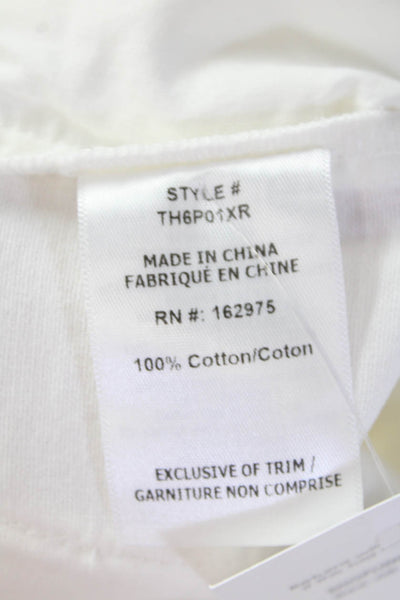 STYLE #
TH6P01XR
MADE IN CHINA
FABRIQUÉ EN CHINE
RN #: 162975
100% Cotton/Coton
EXCLUSIVE OF TRIM /
GARNITURE NON COMPRISE